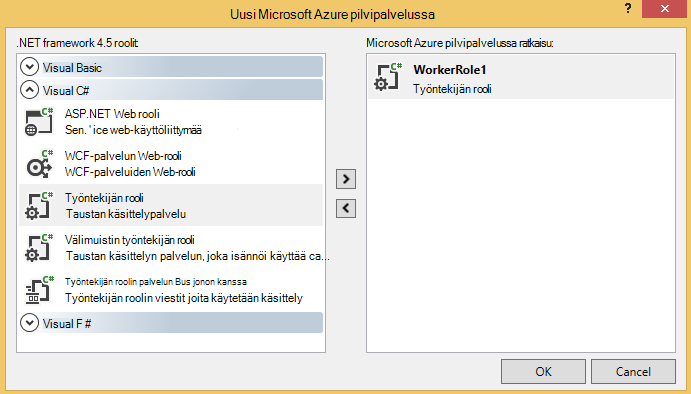 Uusi Microsoft Azure pilvipalvelussa
? ×
.NET framework 4.5 roolit:
Visual Basic
Visual C#
C# ASP.NET Web rooli
Sen. ' ice web-käyttöliittymää
C# WCF-palvelun Web-rooli
WCF-palveluiden Web-rooli
C# Työntekijän rooli
Taustan käsittelypalvelu
C# Välimuistin työntekijän rooli
Taustan käsittelyn palvelun, joka isännöi käyttää ca...
C# Työntekijän roolin palvelun Bus jonon kanssa
Työntekijän roolin viestit joita käytetään käsittely
Visual F #
>
<
Microsoft Azure pilvipalvelussa ratkaisu:
C# WorkerRole1
Työntekijän rooli
OK Cancel